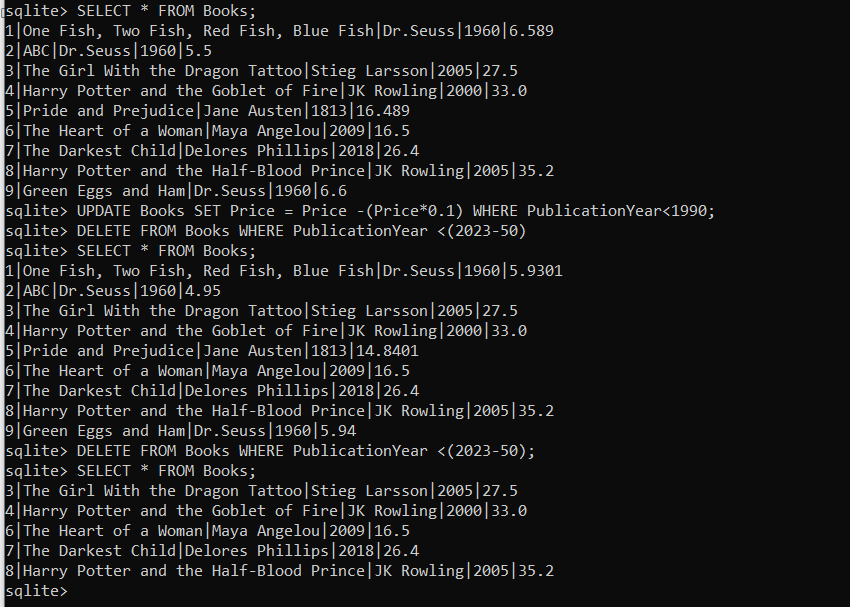 sqlite> SELECT * FROM Books;
1|One Fish, Two Fish, Red Fish, Blue Fish|Dr.Seuss|1960|6.589
2|ABC|Dr.Seuss|1960|5.5
3|The Girl With the Dragon Tattoo|Stieg Larsson|2005|27.5
4|Harry Potter and the Goblet of Fire|JK Rowling|2000|33.0
5|Pride and Prejudice|Jane Austen|1813|16.489
6|The Heart of a Woman|Maya Angelou|2009|16.5
7|The Darkest Child|Delores Phillips|2018|26.4
8|Harry Potter and the Half-Blood Prince|JK Rowling|2005|35.2
9|Green Eggs and Ham|Dr.Seuss|1960|6.6
sqlite> UPDATE Books SET Price = Price -(Price*0.1) WHERE PublicationYear<1990;
sqlite> DELETE FROM Books WHERE PublicationYear <(2023-50)
sqlite> SELECT * FROM Books;
1|One Fish, Two Fish, Red Fish, Blue Fish|Dr.Seuss|1960|5.9301
2|ABC|Dr.Seuss|1960|4.95
3|The Girl With the Dragon Tattoo|Stieg Larsson|2005|27.5
4|Harry Potter and the Goblet of Fire|JK Rowling|2000|33.0
5|Pride and Prejudice|Jane Austen|1813|14.8401
6|The Heart of a Woman|Maya Angelou|2009|16.5
7|The Darkest Child|Delores Phillips|2018|26.4
8|Harry Potter and the Half-Blood Prince|JK Rowling|2005|35.2
9|Green Eggs and Ham|Dr.Seuss|1960|5.94
sqlite> DELETE FROM Books WHERE PublicationYear <(2023-50);
sqlite> SELECT * FROM Books;
3|The Girl With the Dragon Tattoo|Stieg Larsson|2005|27.5
4|Harry Potter and the Goblet of Fire|JK Rowling|2000|33.0
6|The Heart of a Woman|Maya Angelou|2009|16.5
7|The Darkest Child|Delores Phillips|2018|26.4
8|Harry Potter and the Half-Blood Prince|JK Rowling|2005|35.2
sqlite>